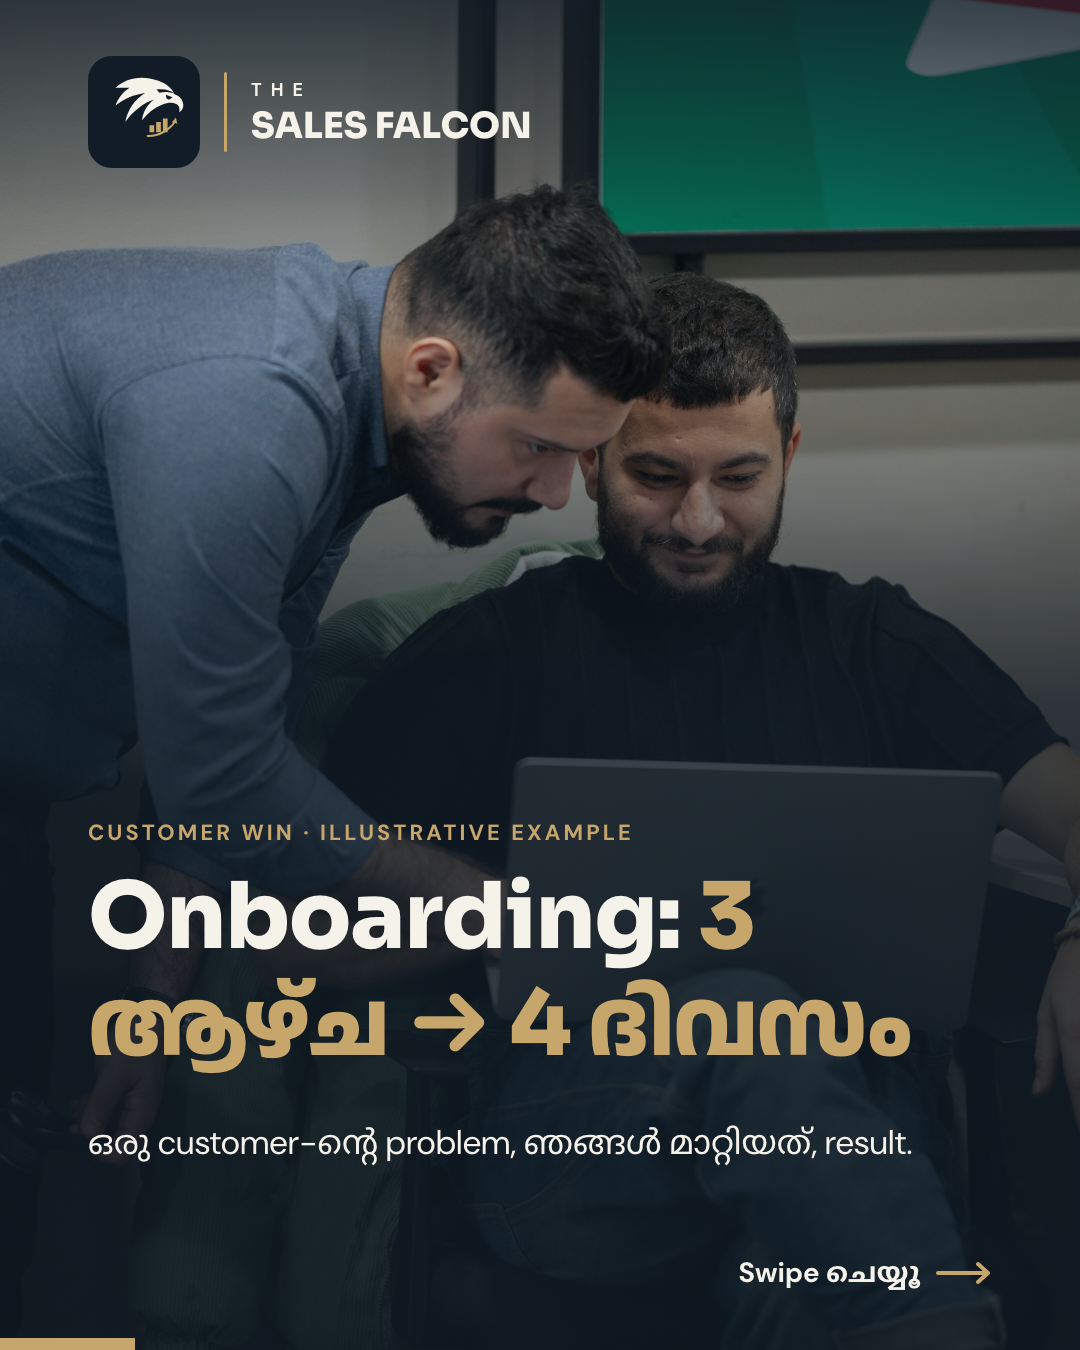 THE
SALES FALCON
CUSTOMER WIN · ILLUSTRATIVE EXAMPLE
Onboarding: 3
ആഴ്ച → 4 ദിവസം
ഒരു customer-ന്റെ problem, ഞങ്ങൾ മാറ്റിയത്, result.
Swipe ചെയ്യൂ →